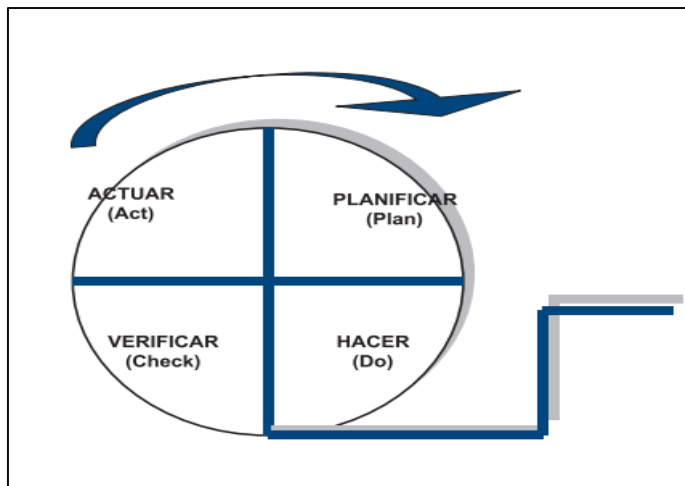 ACTUAR
(Act)
PLANIFICAR
(Plan)
VERIFICAR
(Check)
HACER
(Do)